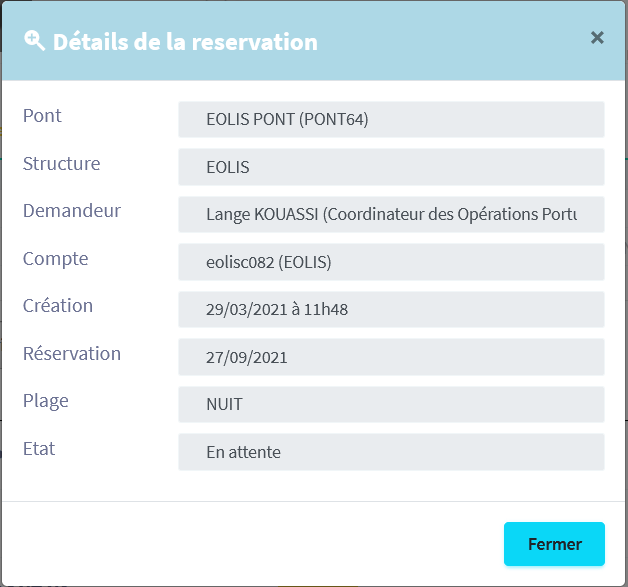 Détails de la reservation
×
Pont
EOLIS PONT (PONT64)
Structure
EOLIS
Demandeur
Lange KOUASSI (Coordinateur des Opérations
Compte
eolisc082 (EOLIS)
Création
29/03/2021 à 11h48
Réservation
27/09/2021
Plage
NUIT
Etat
En attente
Fermer